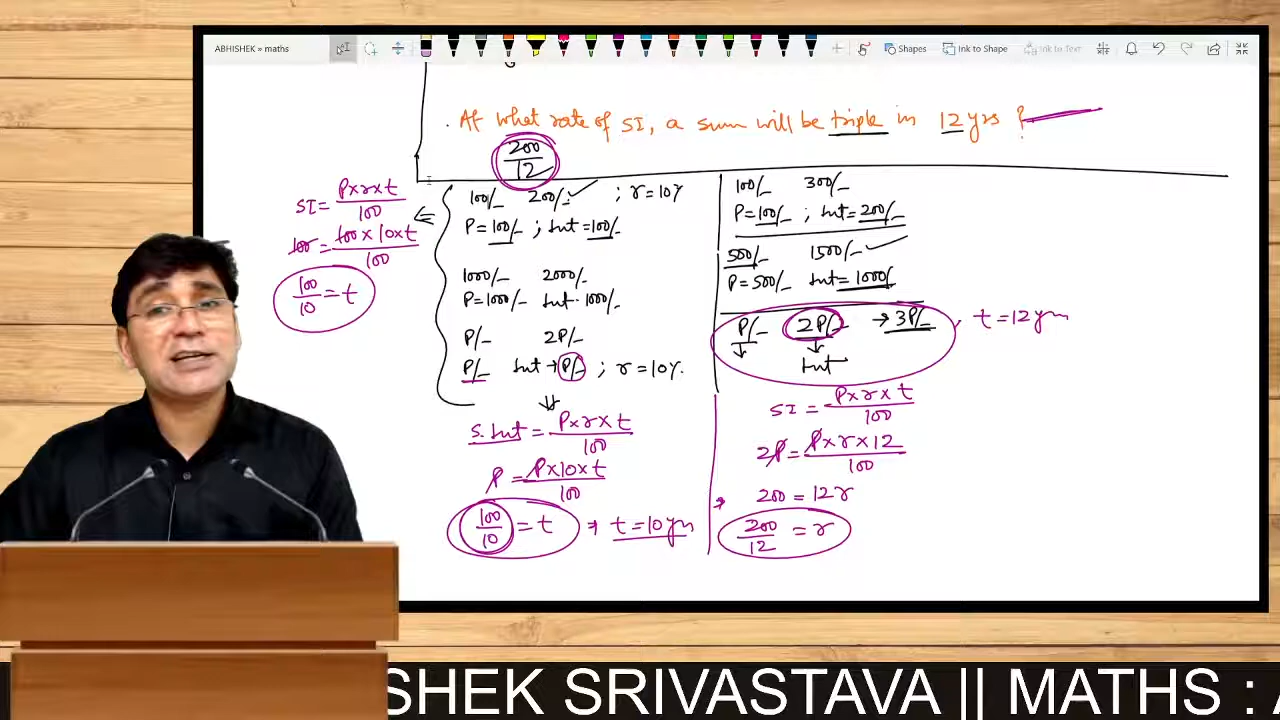 ABHISHEK » maths
Shapes
Ink to Shape
Ink to Text
. At what rate of SI, a sum will be triple in 12 yrs ?
200/12
SI = P×r×t/100
100 = 100×10×t/100
100/10 = t
100/- 200/- ; r = 10%
P = 100/- ; Int = 100/-
1000/- 2000/-
P = 1000/- Int - 1000/-
P/- 2P/-
P/- Int → P/- ; r = 10%.
S. Int = P×r×t/100
P = P×10×t/100
100/10 = t ⇒ t = 10 yrs
100/- 300/-
P = 100/- ; Int = 200/-
500/- 1500/-
P = 500/- Int = 1000/-
P/- 2P/- → 3P/- , t = 12 yrs
Int
SI = P×r×t/100
2P = P×r×12/100
200 = 12r
200/12 = r
SHEK SRIVASTAVA || MATHS :